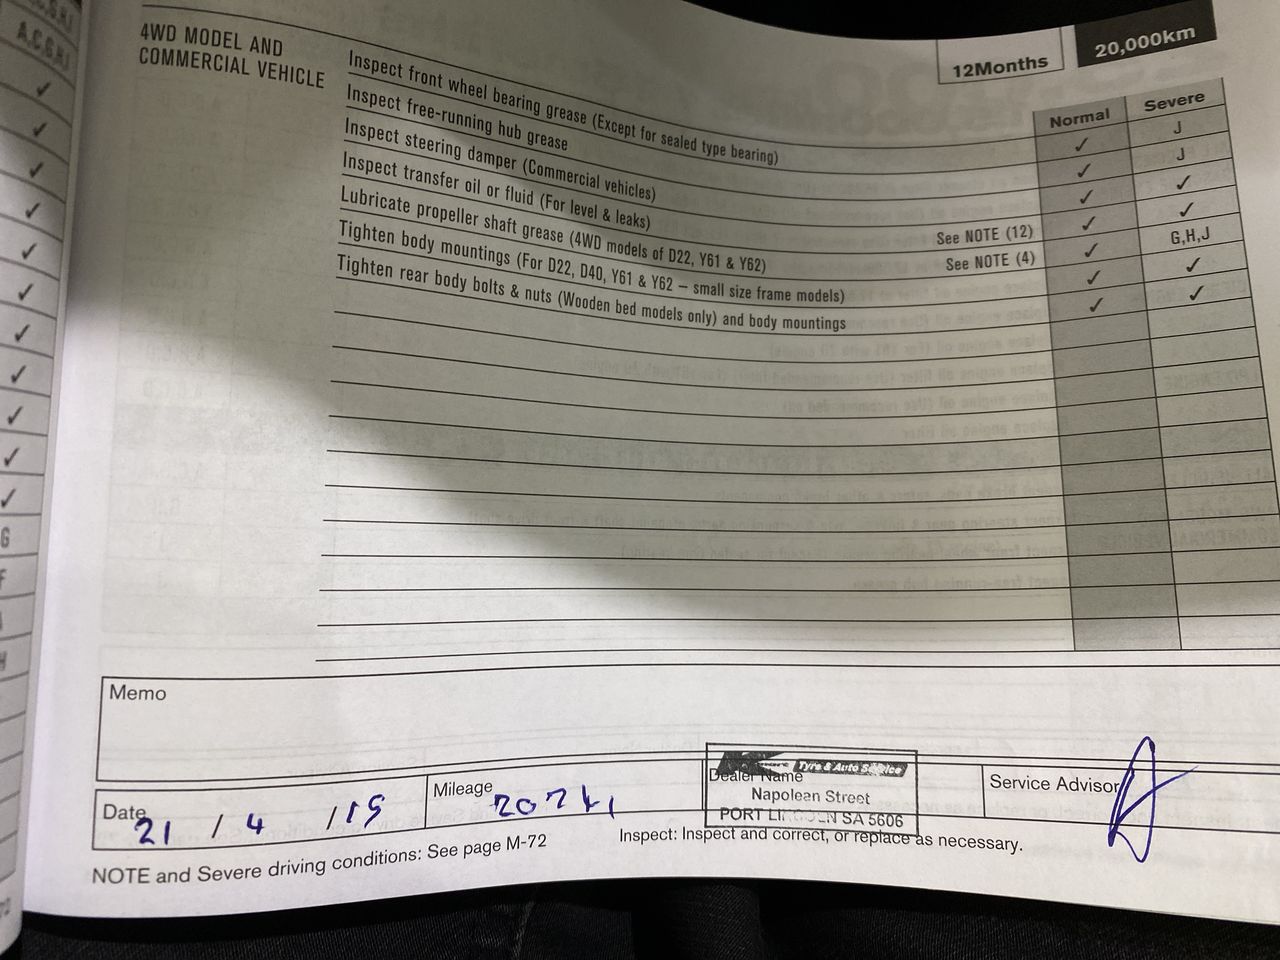 A,C,G,H,I
✓
✓
✓
✓
✓
✓
✓
✓
✓
✓
✓
G
F
H
12Months
20,000km
4WD MODEL AND
COMMERCIAL VEHICLE
Normal Severe
Inspect front wheel bearing grease (Except for sealed type bearing) ✓ J
Inspect free-running hub grease ✓ J
Inspect steering damper (Commercial vehicles) ✓ ✓
Inspect transfer oil or fluid (For level & leaks) See NOTE (12) ✓ ✓
Lubricate propeller shaft grease (4WD models of D22, Y61 & Y62) See NOTE (4) ✓ G,H,J
Tighten body mountings (For D22, D40, Y61 & Y62 – small size frame models) ✓ ✓
Tighten rear body bolts & nuts (Wooden bed models only) and body mountings ✓ ✓
Memo
Date 21 / 4 / 19
Mileage
Tyre & Auto Service
Dealer Name
Napolean Street
PORT LINCOLN SA 5606
Service Advisor
NOTE and Severe driving conditions: See page M-72
Inspect: Inspect and correct, or replace as necessary.